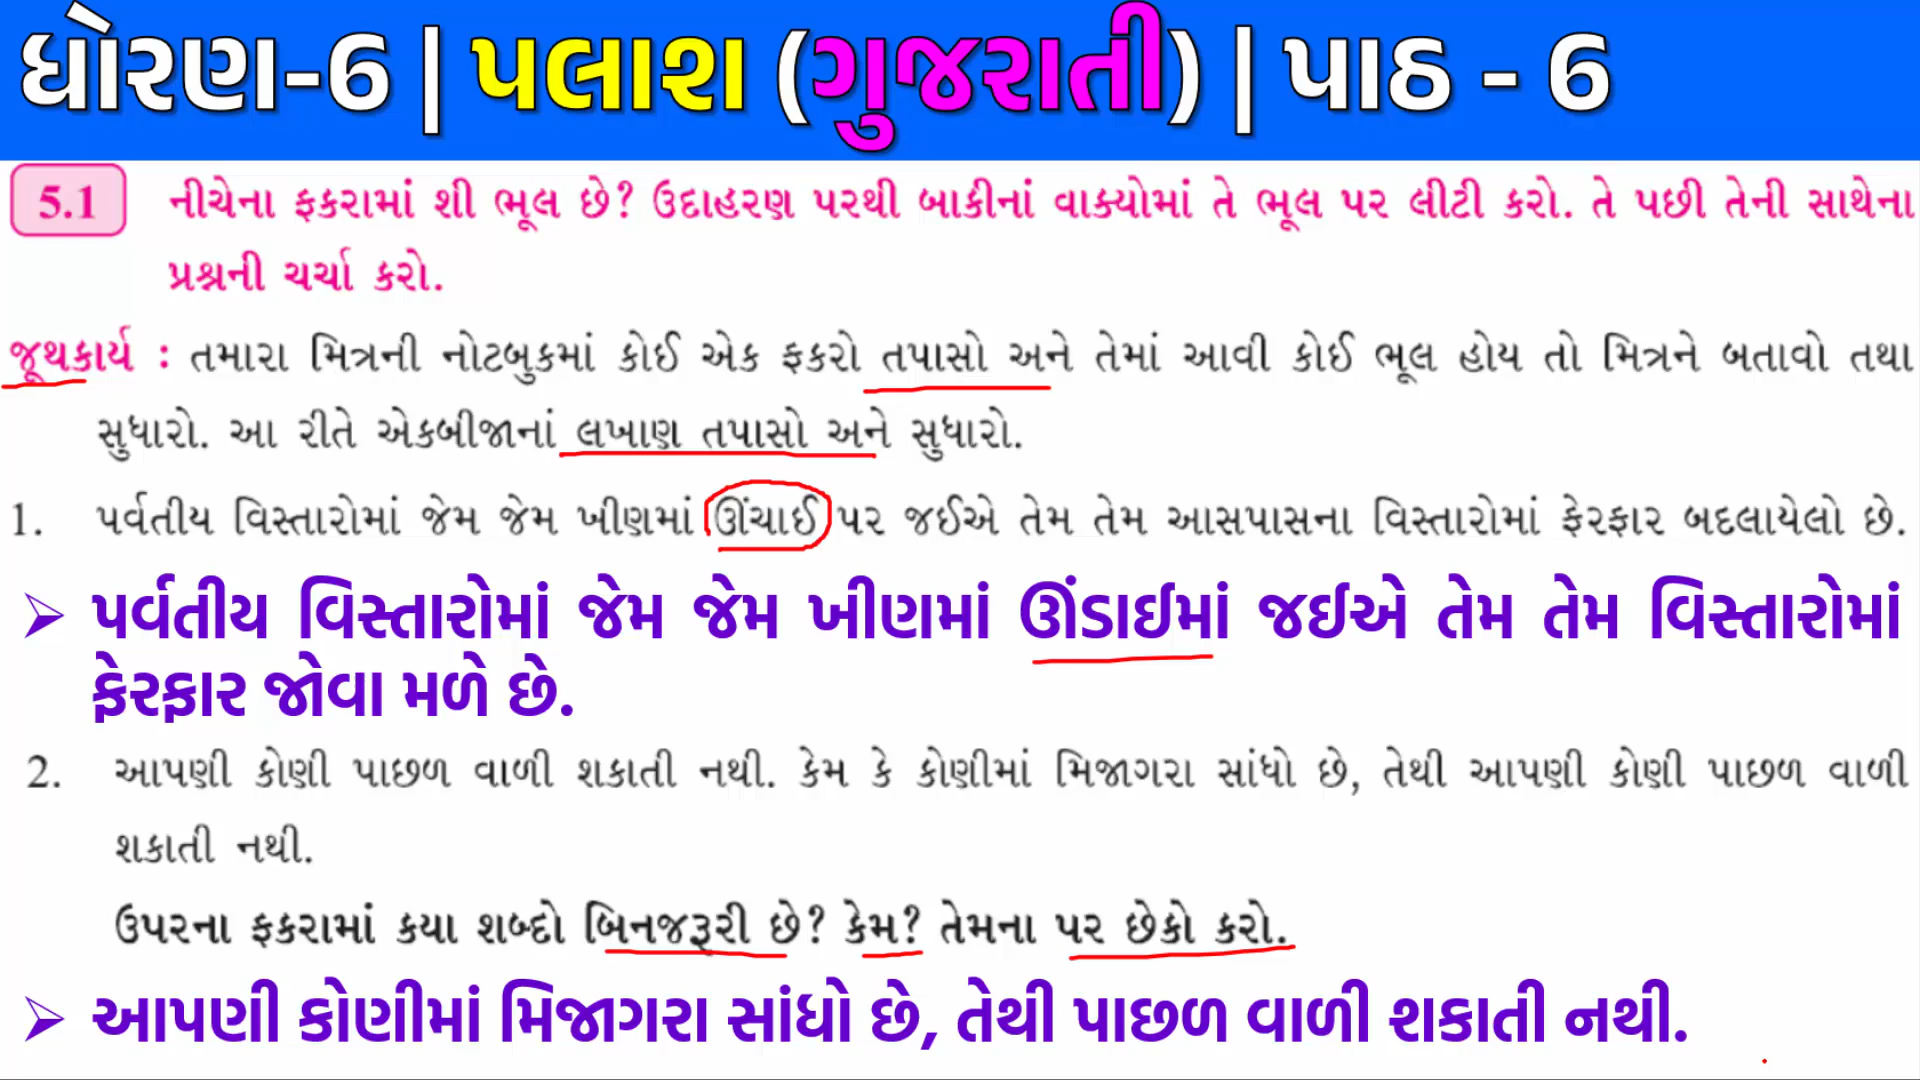 ધોરણ-6 | પલાશ (ગુજરાતી) | પાઠ - 6
5.1 નીચેના ફકરામાં શી ભૂલ છે? ઉદાહરણ પરથી બાકીનાં વાક્યોમાં તે ભૂલ પર લીટી કરો. તે પછી તેની સાથેના
પ્રશ્નની ચર્ચા કરો.
જૂથકાર્ય : તમારા મિત્રની નોટબુકમાં કોઈ એક ફકરો તપાસો અને તેમાં આવી કોઈ ભૂલ હોય તો મિત્રને બતાવો તથા
સુધારો. આ રીતે એકબીજાનાં લખાણ તપાસો અને સુધારો.
1. પર્વતીય વિસ્તારોમાં જેમ જેમ ખીણમાં ઊંચાઈ પર જઈએ તેમ તેમ આસપાસના વિસ્તારોમાં ફેરફાર બદલાયેલો છે.
➢ પર્વતીય વિસ્તારોમાં જેમ જેમ ખીણમાં ઊંડાઈમાં જઈએ તેમ તેમ વિસ્તારોમાં
ફેરફાર જોવા મળે છે.
2. આપણી કોણી પાછળ વાળી શકાતી નથી. કેમ કે કોણીમાં મિજાગરા સાંધો છે, તેથી આપણી કોણી પાછળ વાળી
શકાતી નથી.
ઉપરના ફકરામાં કયા શબ્દો બિનજરૂરી છે? કેમ? તેમના પર છેકો કરો.
➢ આપણી કોણીમાં મિજાગરા સાંધો છે, તેથી પાછળ વાળી શકાતી નથી.